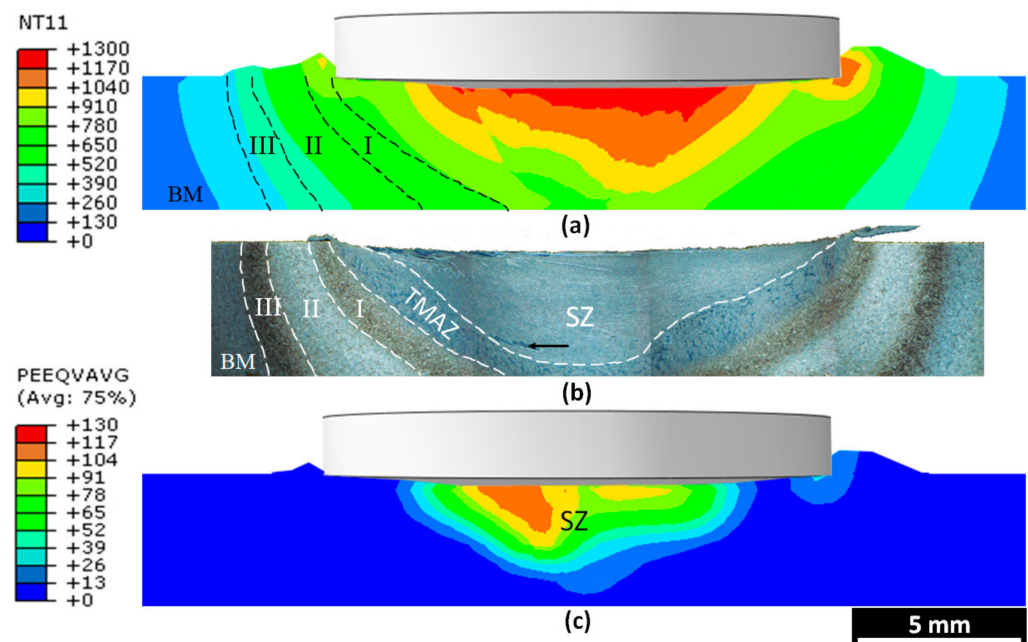 NT11
+1300
+1170
+1040
+910
+780
+650
+520
+390
+260
+130
+0
BM
III
II
I
(a)
BM
III
II
I
TMAZ
SZ
(b)
PEEQVAVG
(Avg: 75%)
+130
+117
+104
+91
+78
+65
+52
+39
+26
+13
+0
SZ
(c)
5 mm